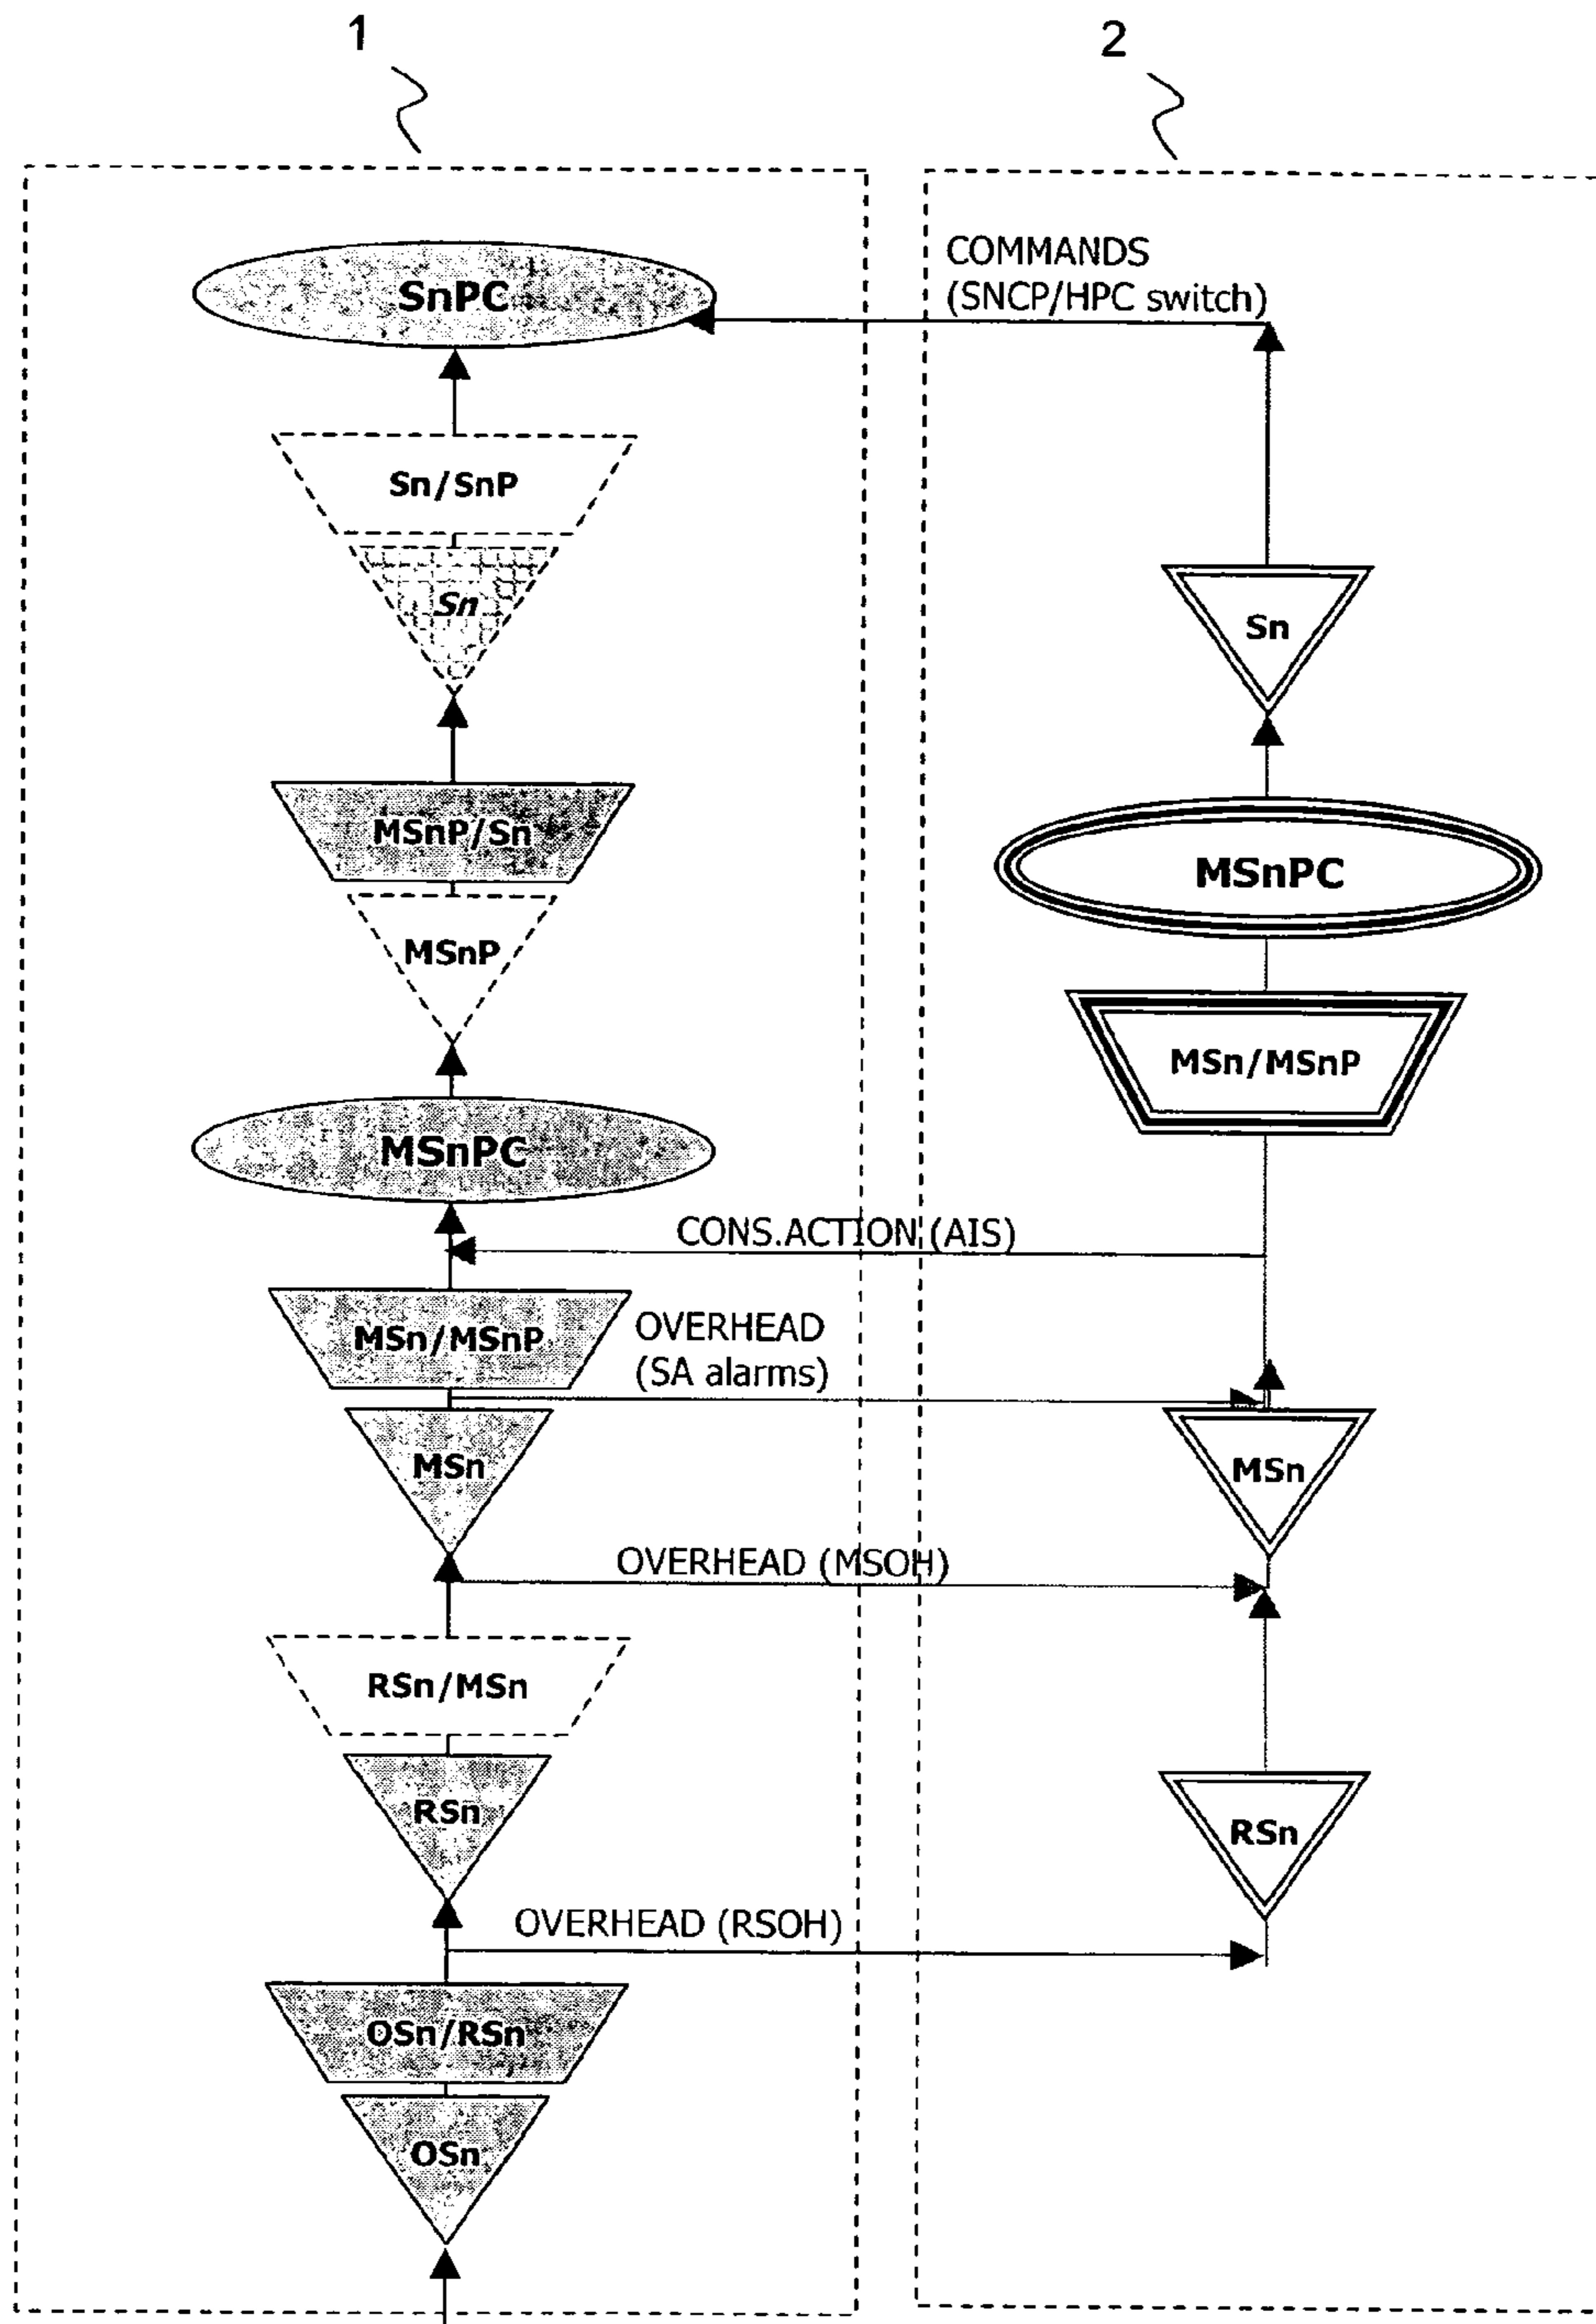 1
2
COMMANDS
(SNCP/HPC switch)
SnPC
Sn/SnP
Sn
Sn
MSnP/Sn
MSnPC
MSnP
MSn/MSnP
MSnPC
CONS.ACTION (AIS)
MSn/MSnP
OVERHEAD
(SA alarms)
MSn
MSn
OVERHEAD (MSOH)
RSn/MSn
RSn
RSn
OVERHEAD (RSOH)
OSn/RSn
OSn